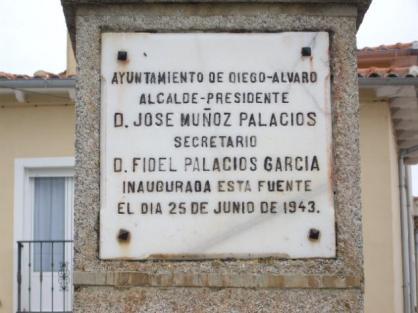 AYUNTAMIENTO DE DIEGO-ALVARO
ALCALDE-PRESIDENTE
D. JOSE MUÑOZ PALACIOS
SECRETARIO
D. FIDEL PALACIOS GARCIA
INAUGURADA ESTA FUENTE
EL DIA 25 DE JUNIO DE 1943.